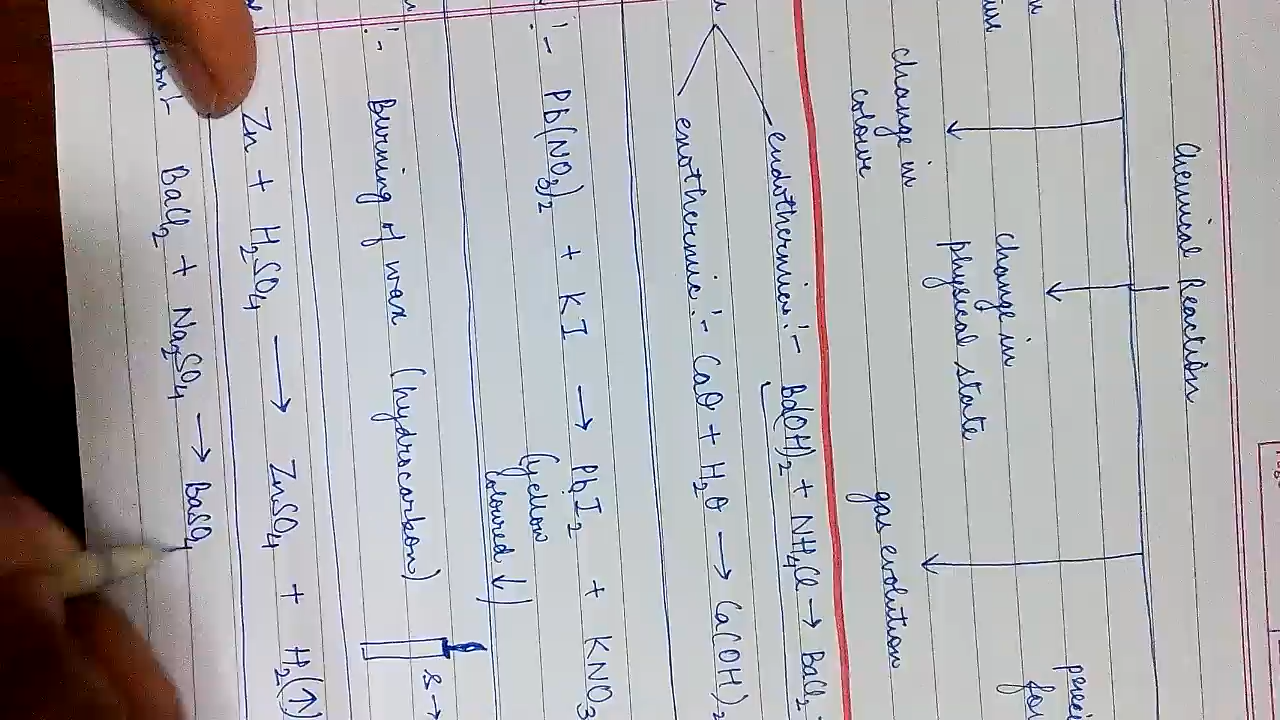 Chemical Reaction
change in
colour
change in
physical state
gas evolution
endothermic:- Ba(OH)2 + NH4Cl → BaCl2
exothermic:- CaO + H2O → Ca(OH)2
:- Pb(NO3)2 + KI → PbI2 + KNO3
(yellow
coloured ↓)
:- Burning of wax (hydrocarbon)
Zn + H2SO4 → ZnSO4 + H2(↑)
BaCl2 + Na2SO4 → BaSO4